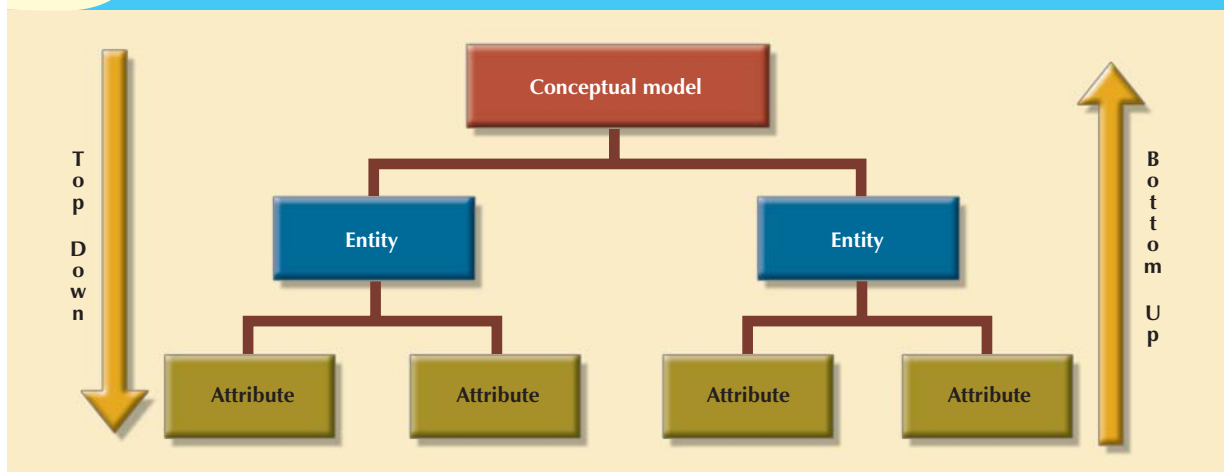 Conceptual model
Top Down
Bottom Up
Entity
Entity
Attribute
Attribute
Attribute
Attribute